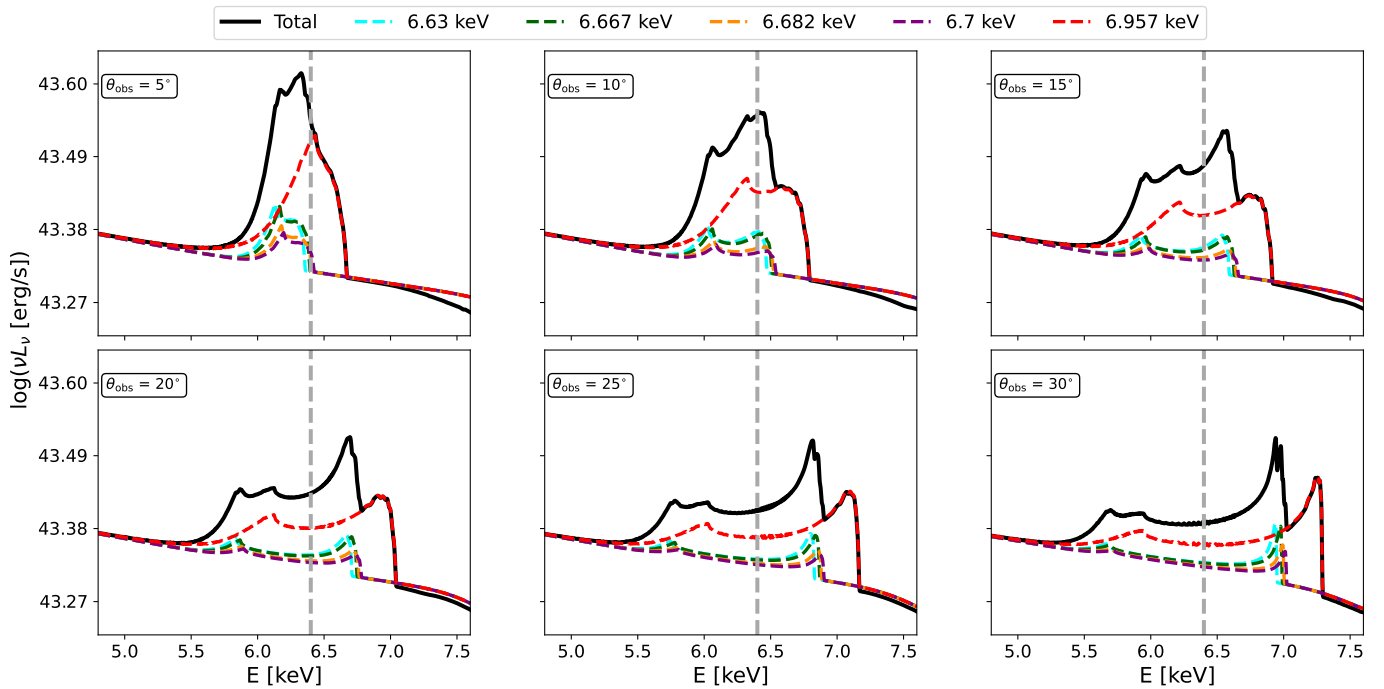 Total 6.63 keV 6.667 keV 6.682 keV 6.7 keV 6.957 keV
θobs = 5°
θobs = 10°
θobs = 15°
43.60
43.49
43.38
43.27
θobs = 20°
θobs = 25°
θobs = 30°
43.60
43.49
43.38
43.27
log(νLν [erg/s])
5.0 5.5 6.0 6.5 7.0 7.5
5.0 5.5 6.0 6.5 7.0 7.5
5.0 5.5 6.0 6.5 7.0 7.5
E [keV]
E [keV]
E [keV]